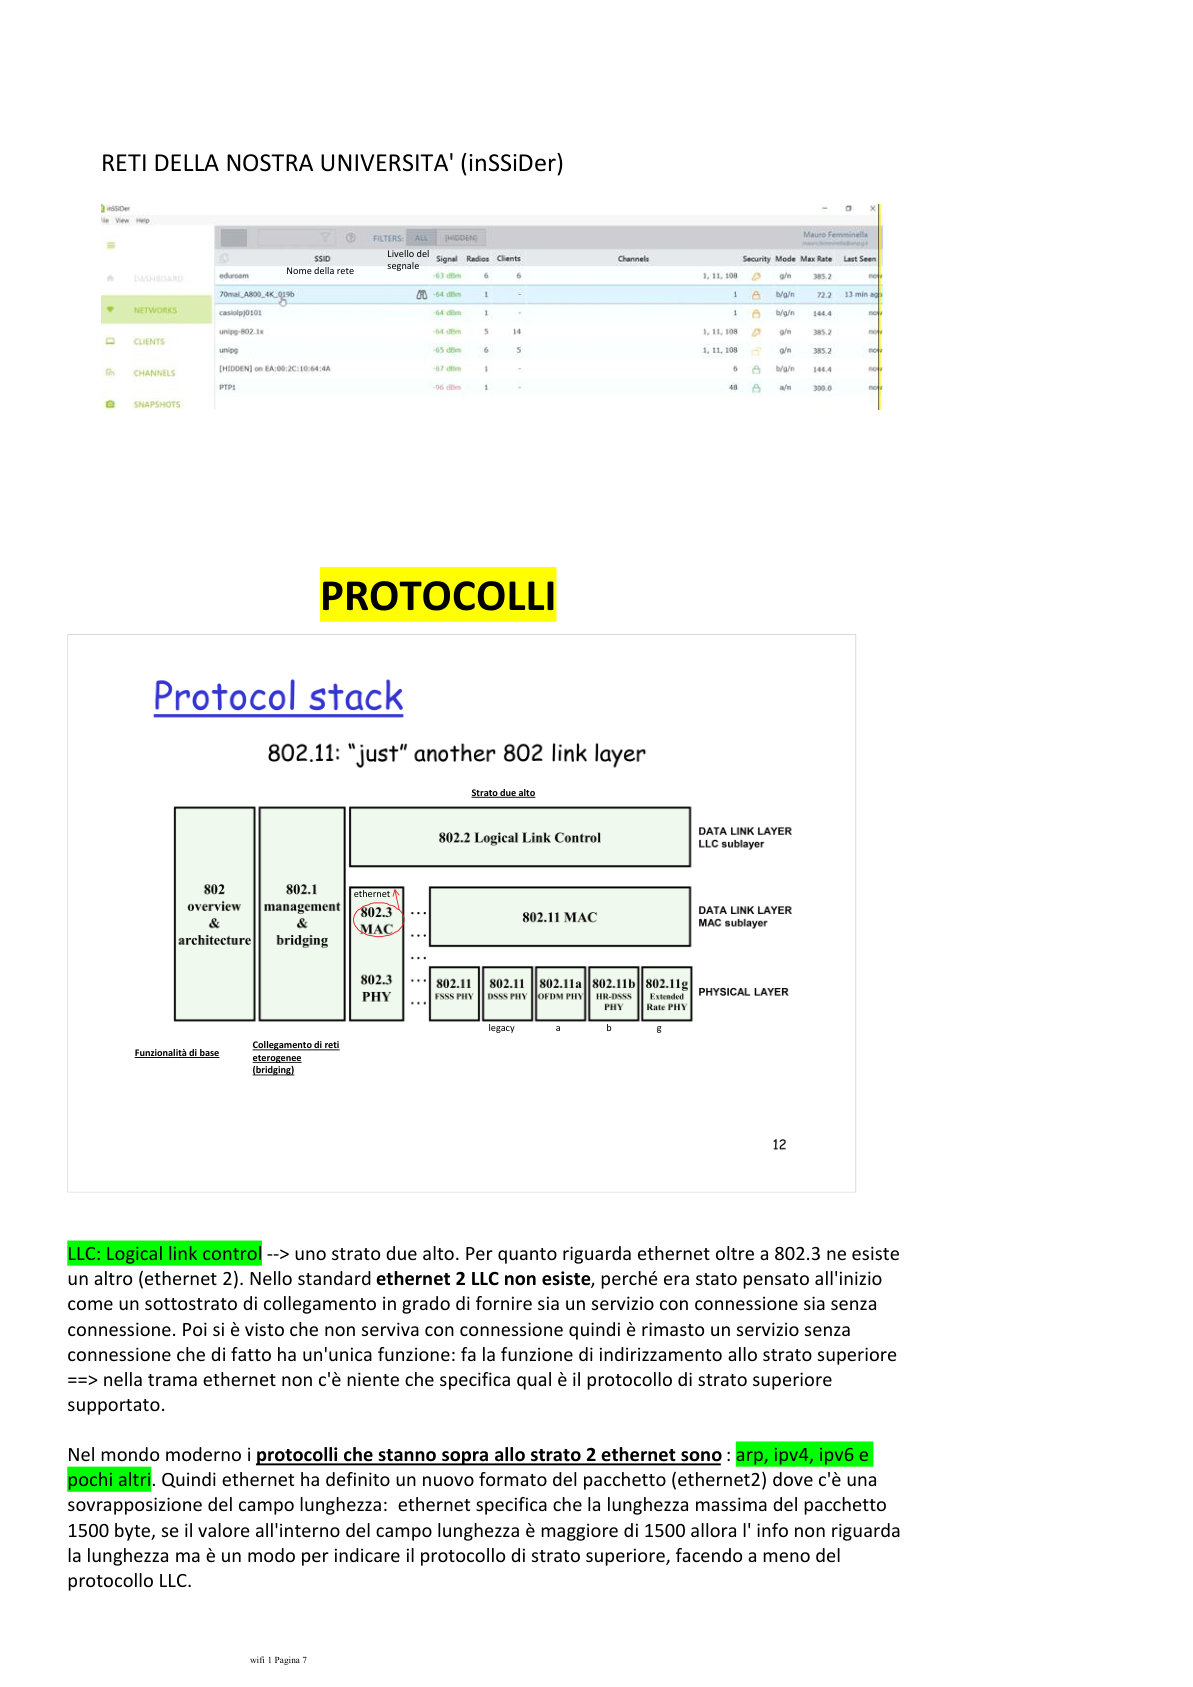 RETI DELLA NOSTRA UNIVERSITA' (inSSiDer)
inSSIDer
File View Help
FILTERS: ALL [HIDDEN]
Mauro Femminella
SSID Livello del segnale Signal Radios Clients Channels Security Mode Max Rate Last Seen
Nome della rete
eduroam -63 dBm 6 6 1, 11, 108 g/n 385.2 now
70mai_A800_4K_019b -64 dBm 1 - 1 b/g/n 72.2 13 min ago
casiolpj0101 -64 dBm 1 - 1 b/g/n 144.4 now
unipg-802.1x -64 dBm 5 14 1, 11, 108 g/n 385.2 now
unipg -65 dBm 6 5 1, 11, 108 g/n 385.2 now
[HIDDEN] on EA:00:2C:10:64:4A -67 dBm 1 - 6 b/g/n 144.4 now
PTP1 -96 dBm 1 - 48 a/n 300.0 now
DASHBOARD
NETWORKS
CLIENTS
CHANNELS
SNAPSHOTS
PROTOCOLLI
Protocol stack
802.11: “just” another 802 link layer
Strato due alto
802
overview
&
architecture
802.1
management
&
bridging
802.2 Logical Link Control
DATA LINK LAYER
LLC sublayer
ethernet
802.3
MAC
...
...
...
802.11 MAC
DATA LINK LAYER
MAC sublayer
802.3
PHY
...
...
802.11
FSSS PHY
802.11
DSSS PHY
802.11a
OFDM PHY
802.11b
HR-DSSS
PHY
802.11g
Extended
Rate PHY
PHYSICAL LAYER
legacy a b g
Funzionalità di base
Collegamento di reti
eterogenee
(bridging)
12
LLC: Logical link control --> uno strato due alto. Per quanto riguarda ethernet oltre a 802.3 ne esiste
un altro (ethernet 2). Nello standard ethernet 2 LLC non esiste, perché era stato pensato all'inizio
come un sottostrato di collegamento in grado di fornire sia un servizio con connessione sia senza
connessione. Poi si è visto che non serviva con connessione quindi è rimasto un servizio senza
connessione che di fatto ha un'unica funzione: fa la funzione di indirizzamento allo strato superiore
==> nella trama ethernet non c'è niente che specifica qual è il protocollo di strato superiore
supportato.
Nel mondo moderno i protocolli che stanno sopra allo strato 2 ethernet sono : arp, ipv4, ipv6 e
pochi altri. Quindi ethernet ha definito un nuovo formato del pacchetto (ethernet2) dove c'è una
sovrapposizione del campo lunghezza: ethernet specifica che la lunghezza massima del pacchetto
1500 byte, se il valore all'interno del campo lunghezza è maggiore di 1500 allora l' info non riguarda
la lunghezza ma è un modo per indicare il protocollo di strato superiore, facendo a meno del
protocollo LLC.
wifi 1 Pagina 7